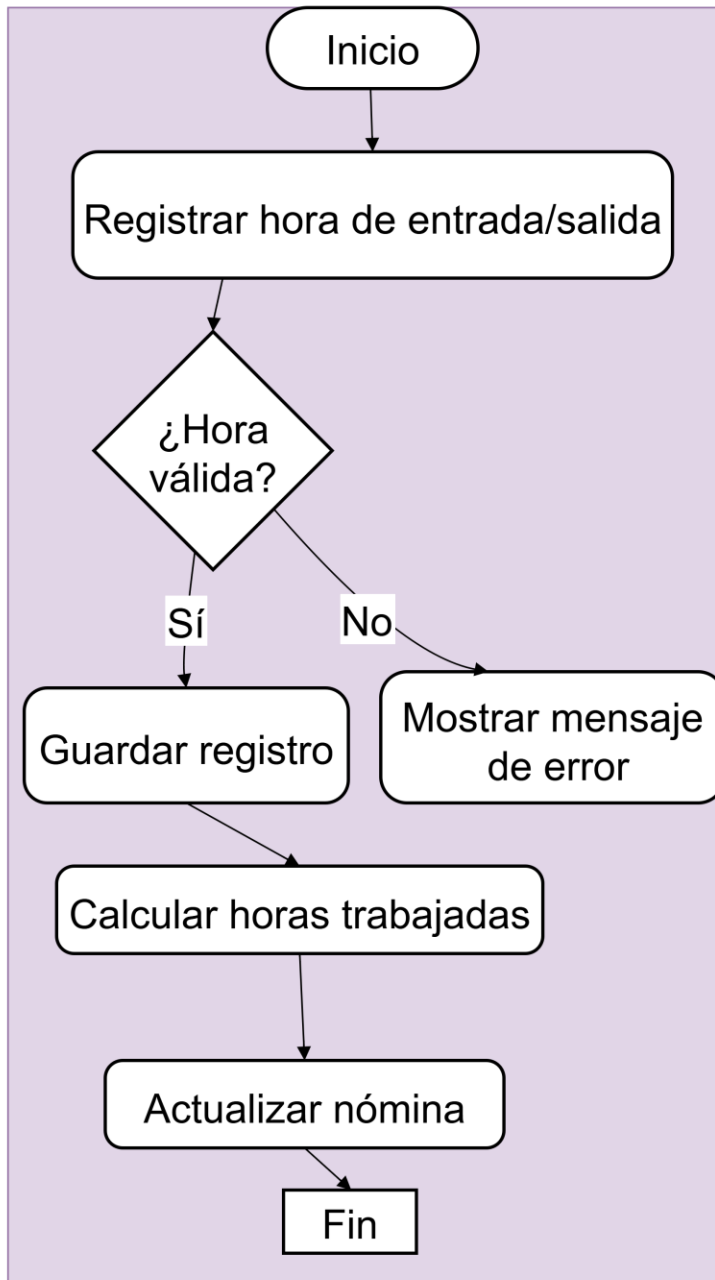 Inicio
Registrar hora de entrada/salida
¿Hora
válida?
Sí
No
Guardar registro
Mostrar mensaje
de error
Calcular horas trabajadas
Actualizar nómina
Fin